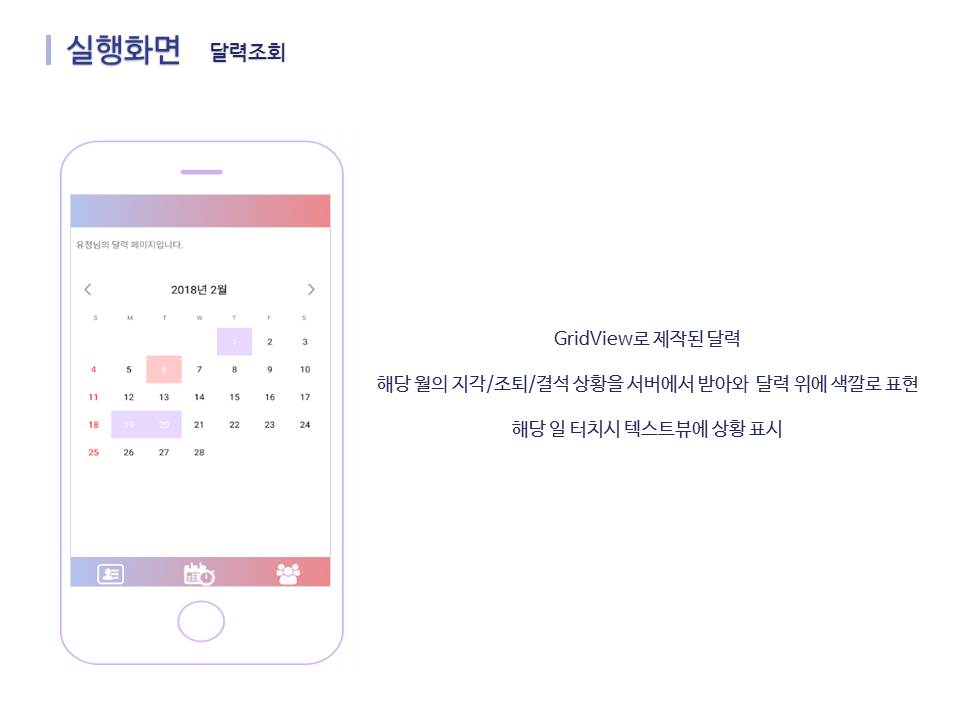 실행화면 달력조회
유정님의 달력 페이지입니다.
2018년 2월
S M T W T F S
1 2 3
4 5 6 7 8 9 10
11 12 13 14 15 16 17
18 19 20 21 22 23 24
25 26 27 28
GridView로 제작된 달력
해당 월의 지각/조퇴/결석 상황을 서버에서 받아와 달력 위에 색깔로 표현
해당 일 터치시 텍스트뷰에 상황 표시